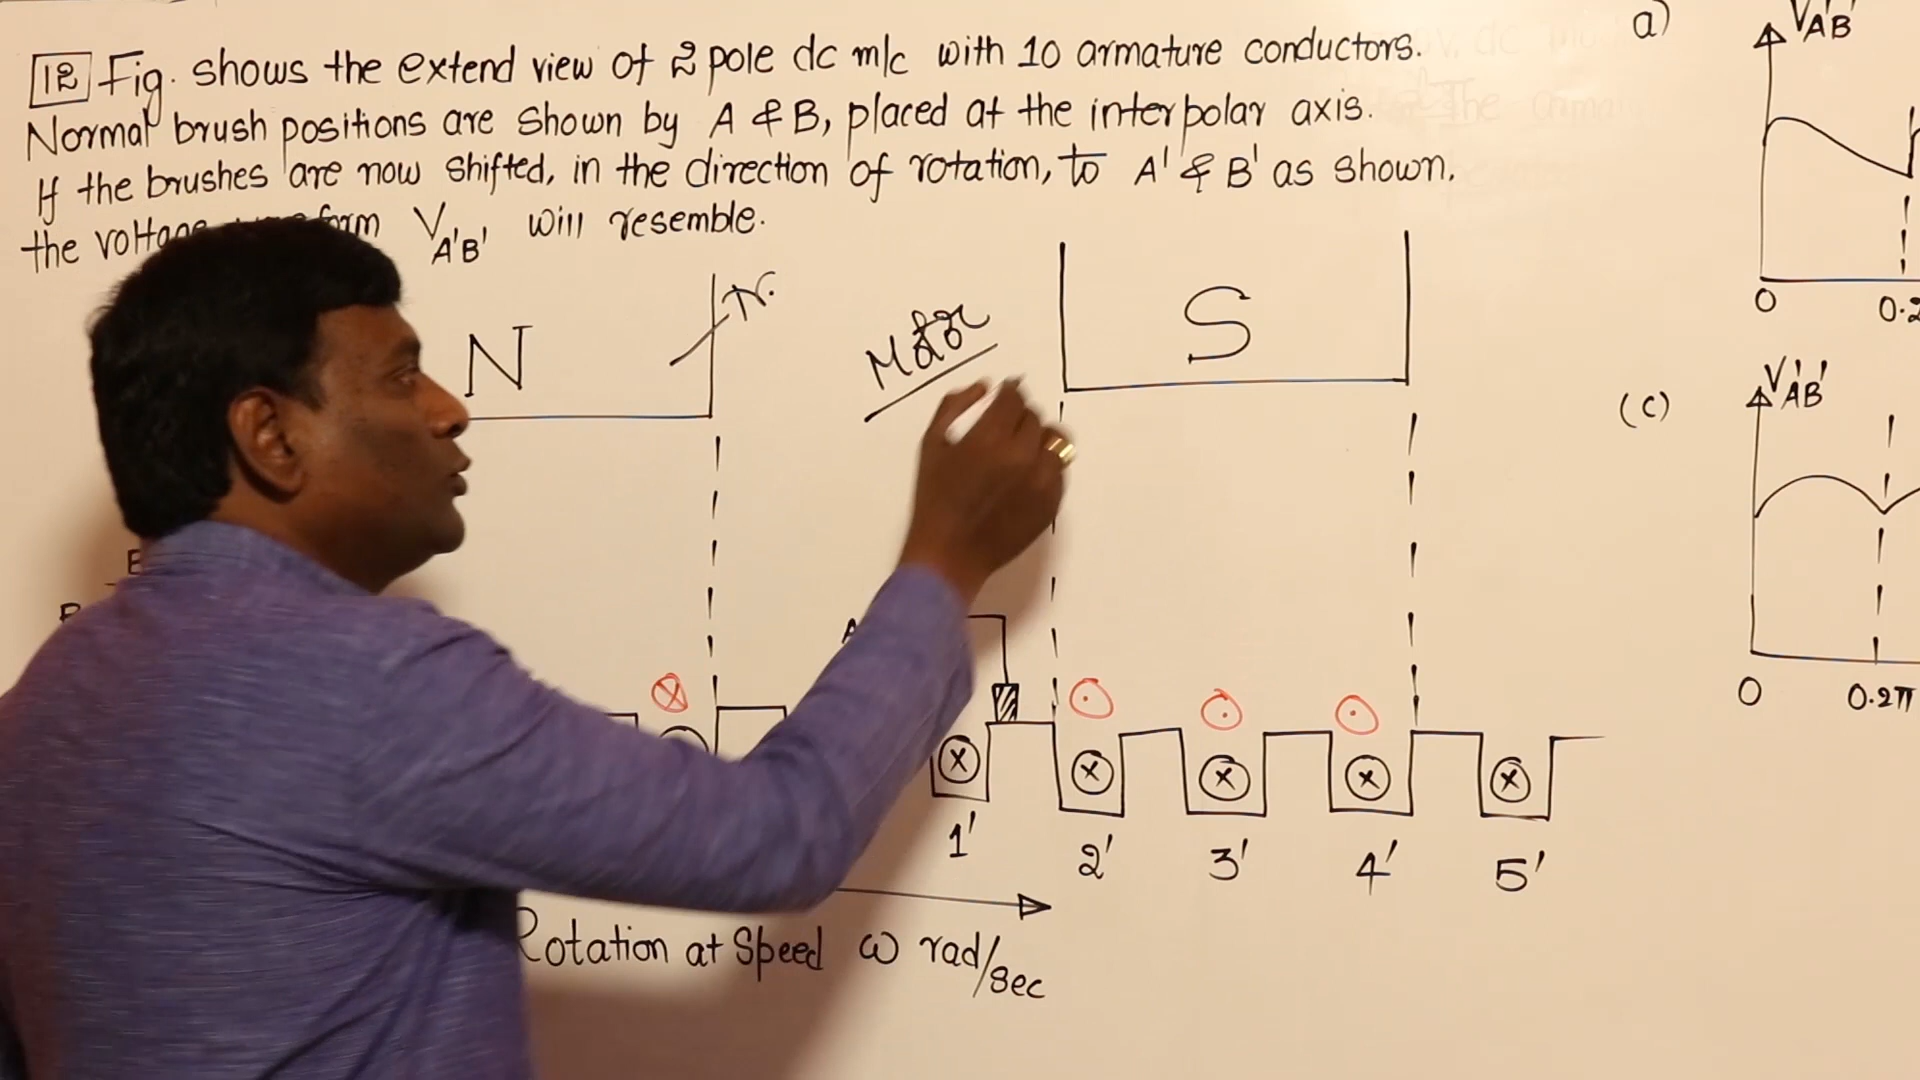 12 Fig. shows the extend view of 2 pole dc m/c with 10 armature conductors.
Normal brush positions are shown by A & B, placed at the interpolar axis.
If the brushes are now shifted, in the direction of rotation, to A' & B' as shown,
the voltage will resemble.
V A'B'
N
Motor
S
1' 2' 3' 4' 5'
Rotation at Speed ω rad/sec
a)
VA'B'
0
(c)
VA'B'
0 0.2π